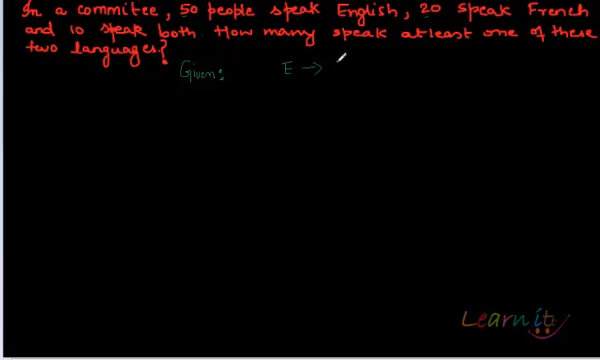 In a commitee, 50 people speak English, 20 speak French
and 10 speak both. How many speak atleast one of these
two languages?
Given: E →
Learnit